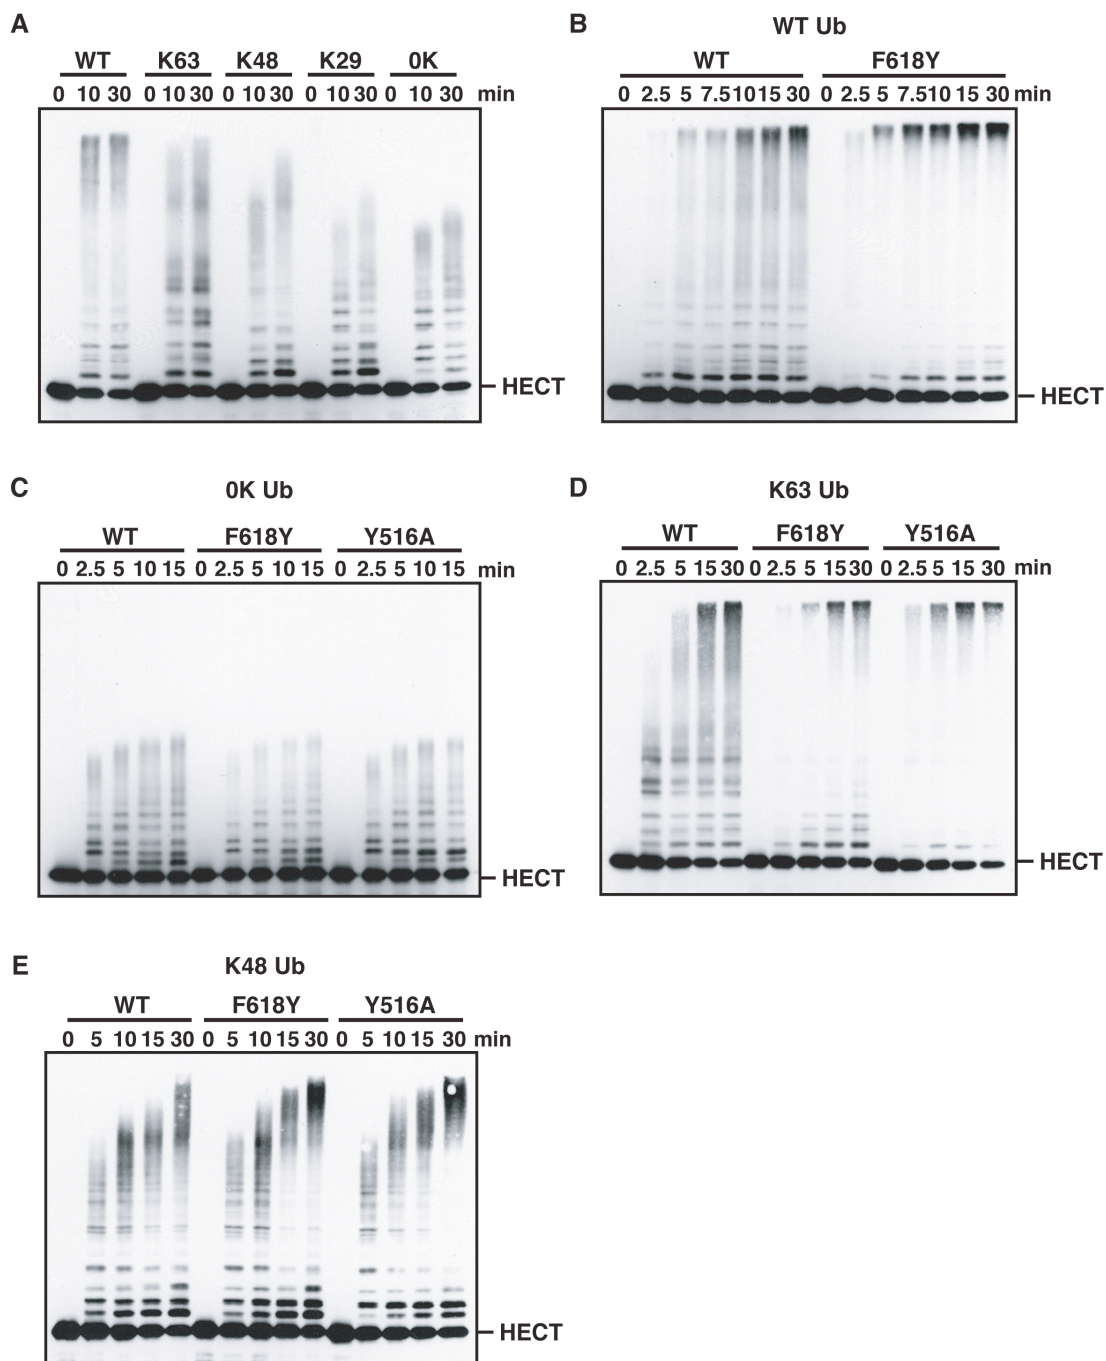 A
WT K63 K48 K29 0K
0 10 30 0 10 30 0 10 30 0 10 30 0 10 30 min
HECT
B
WT Ub
WT F618Y
0 2.5 5 7.5 10 15 30 0 2.5 5 7.5 10 15 30 min
HECT
C
0K Ub
WT F618Y Y516A
0 2.5 5 10 15 0 2.5 5 10 15 0 2.5 5 10 15 min
HECT
D
K63 Ub
WT F618Y Y516A
0 2.5 5 15 30 0 2.5 5 15 30 0 2.5 5 15 30 min
HECT
E
K48 Ub
WT F618Y Y516A
0 5 10 15 30 0 5 10 15 30 0 5 10 15 30 min
HECT